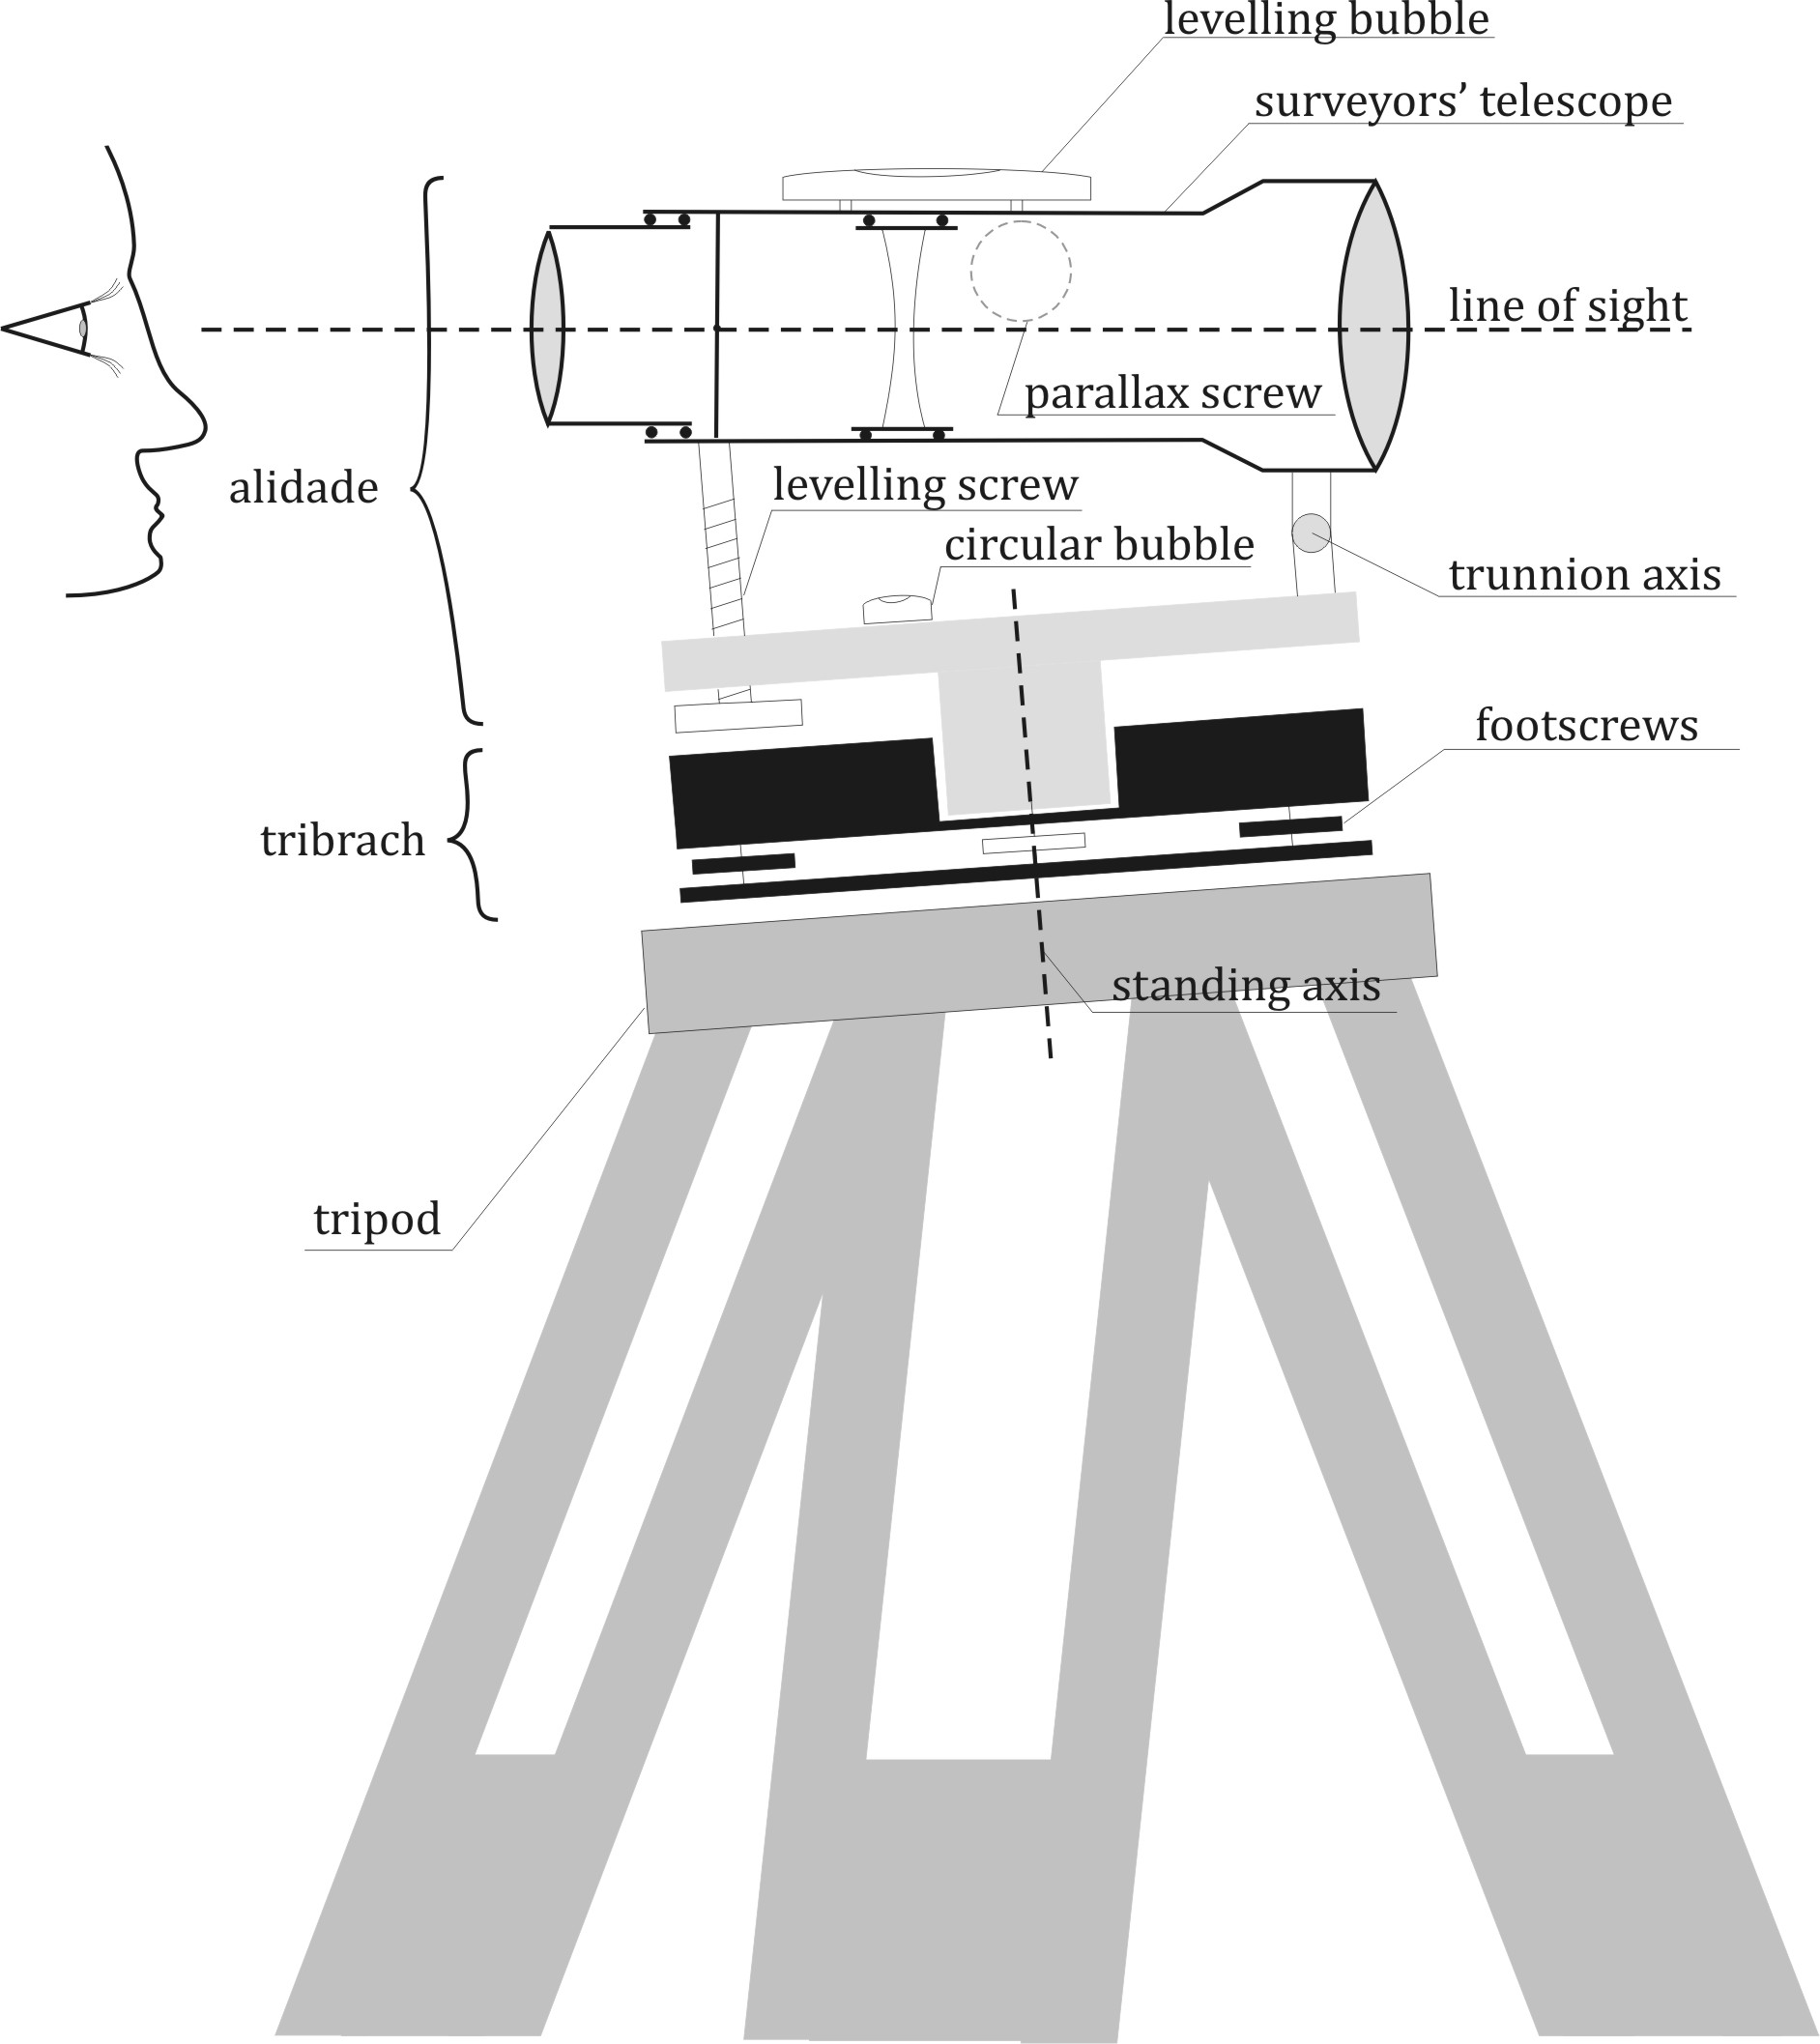 levelling bubble
surveyors’ telescope
line of sight
parallax screw
alidade
levelling screw
circular bubble
trunnion axis
footscrews
tribrach
standing axis
tripod